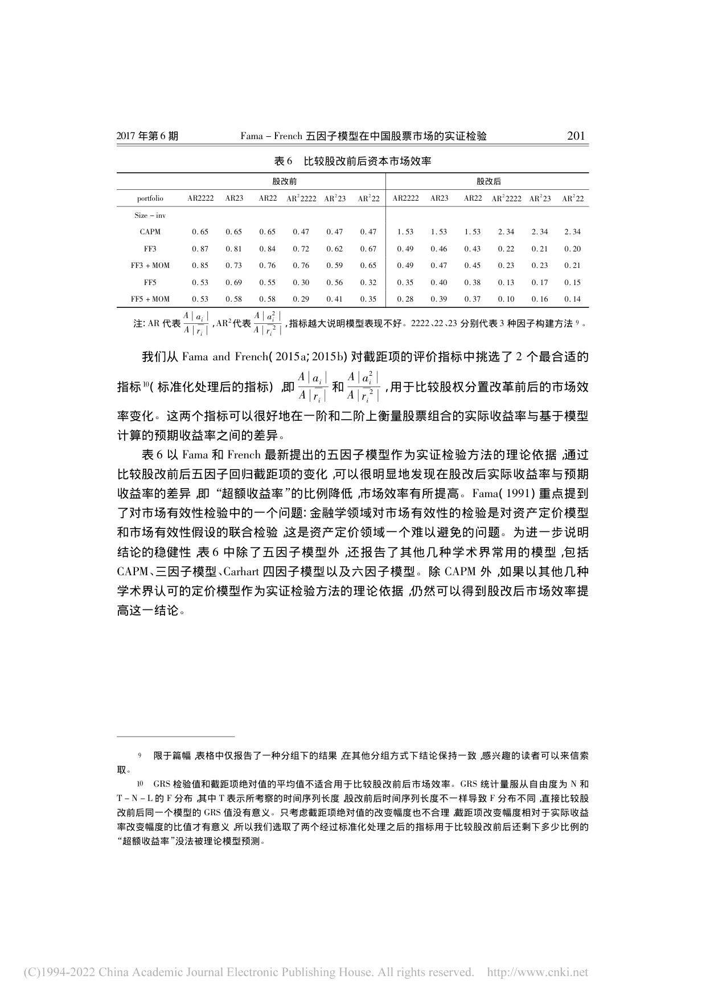 2017 年第 6 期 Fama – French 五因子模型在中国股票市场的实证检验 201
表 6 比较股改前后资本市场效率
股改前 股改后
portfolio AR2222 AR23 AR22 AR²2222 AR²23 AR²22 AR2222 AR23 AR22 AR²2222 AR²23 AR²22
Size – inv
CAPM 0.65 0.65 0.65 0.47 0.47 0.47 1.53 1.53 1.53 2.34 2.34 2.34
FF3 0.87 0.81 0.84 0.72 0.62 0.67 0.49 0.46 0.43 0.22 0.21 0.20
FF3 + MOM 0.85 0.73 0.76 0.76 0.59 0.65 0.49 0.47 0.45 0.23 0.23 0.21
FF5 0.53 0.69 0.55 0.30 0.56 0.32 0.35 0.40 0.38 0.13 0.17 0.15
FF5 + MOM 0.53 0.58 0.58 0.29 0.41 0.35 0.28 0.39 0.37 0.10 0.16 0.14
注: AR 代表 A|a_i| / A|r̄_i| ,AR²代表 A|a_i²| / A|r̄_i²| ,指标越大说明模型表现不好。2222、22、23 分别代表 3 种因子构建方法 ⁹ 。
我们从 Fama and French( 2015a; 2015b) 对截距项的评价指标中挑选了 2 个最合适的
指标 ¹⁰( 标准化处理后的指标) ,即 A|a_i| / A|r̄_i| 和 A|a_i²| / A|r̄_i²| ,用于比较股权分置改革前后的市场效
率变化。这两个指标可以很好地在一阶和二阶上衡量股票组合的实际收益率与基于模型
计算的预期收益率之间的差异。
表 6 以 Fama 和 French 最新提出的五因子模型作为实证检验方法的理论依据 ,通过
比较股改前后五因子回归截距项的变化 ,可以很明显地发现在股改后实际收益率与预期
收益率的差异 ,即 “超额收益率”的比例降低 ,市场效率有所提高。Fama( 1991) 重点提到
了对市场有效性检验中的一个问题: 金融学领域对市场有效性的检验是对资产定价模型
和市场有效性假设的联合检验 ,这是资产定价领域一个难以避免的问题。为进一步说明
结论的稳健性 ,表 6 中除了五因子模型外 ,还报告了其他几种学术界常用的模型 ,包括
CAPM、三因子模型、Carhart 四因子模型以及六因子模型。除 CAPM 外 ,如果以其他几种
学术界认可的定价模型作为实证检验方法的理论依据 ,仍然可以得到股改后市场效率提
高这一结论。
9 限于篇幅 ,表格中仅报告了一种分组下的结果 ,在其他分组方式下结论保持一致 ,感兴趣的读者可以来信索
取。
10 GRS 检验值和截距项绝对值的平均值不适合用于比较股改前后市场效率。GRS 统计量服从自由度为 N 和
T – N – L 的 F 分布 ,其中 T 表示所考察的时间序列长度 ,股改前后时间序列长度不一样导致 F 分布不同 ,直接比较股
改前后同一个模型的 GRS 值没有意义。只考虑截距项绝对值的改变幅度也不合理 ,截距项改变幅度相对于实际收益
率改变幅度的比值才有意义 ,所以我们选取了两个经过标准化处理之后的指标用于比较股改前后还剩下多少比例的
“超额收益率”没法被理论模型预测。
(C)1994-2022 China Academic Journal Electronic Publishing House. All rights reserved. http://www.cnki.net